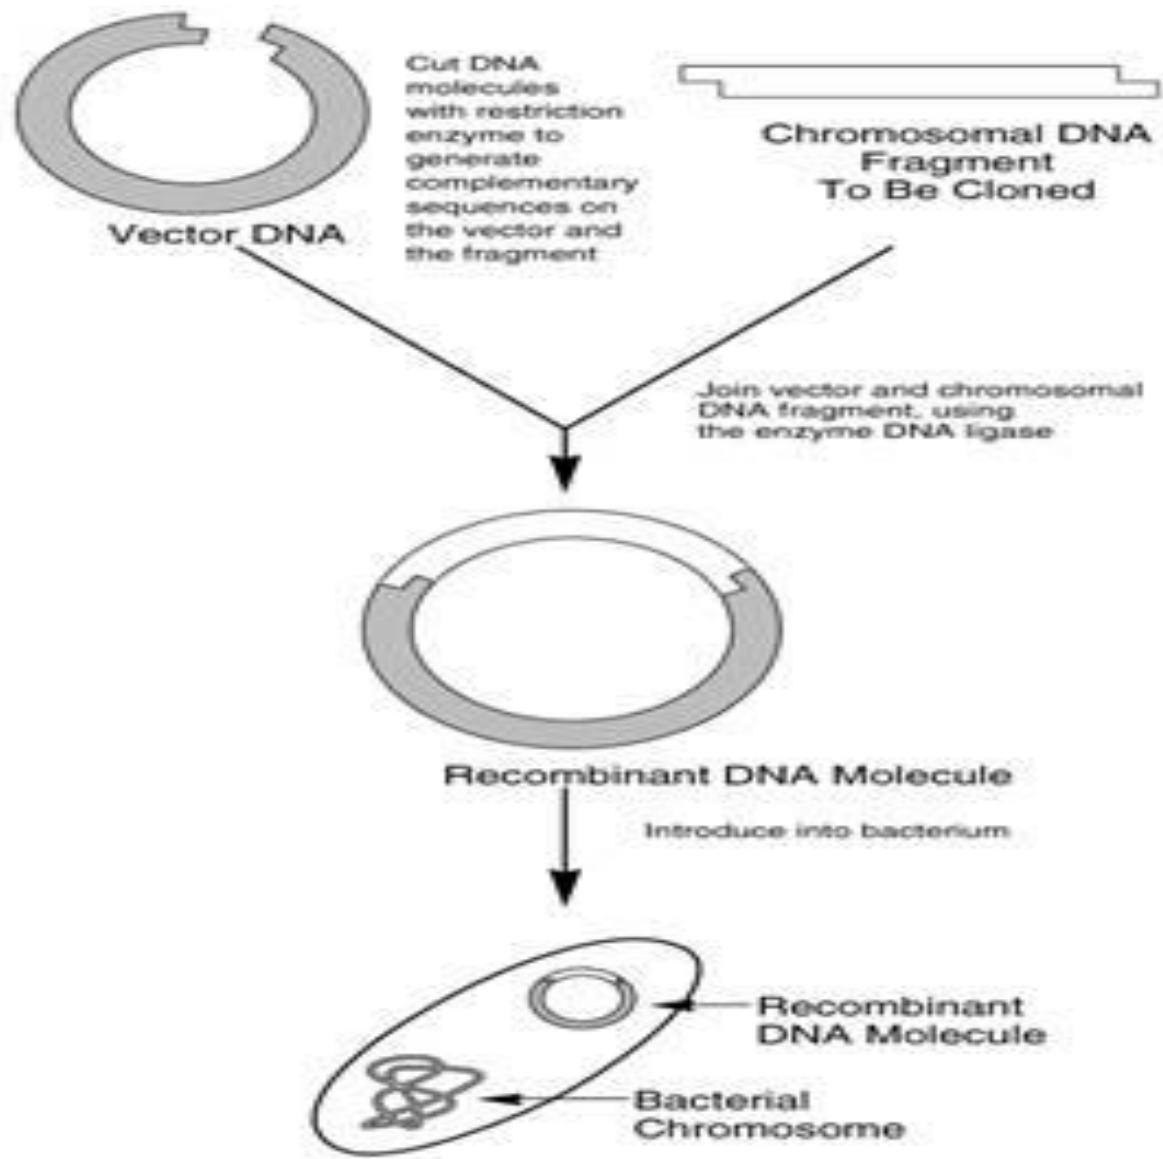 Cut DNA
molecules
with restriction
enzyme to
generate
complementary
sequences on
the vector and
the fragment
Vector DNA
Chromosomal DNA
Fragment
To Be Cloned
Join vector and chromosomal
DNA fragment, using
the enzyme DNA ligase
Recombinant DNA Molecule
Introduce into bacterium
Recombinant
DNA Molecule
Bacterial
Chromosome